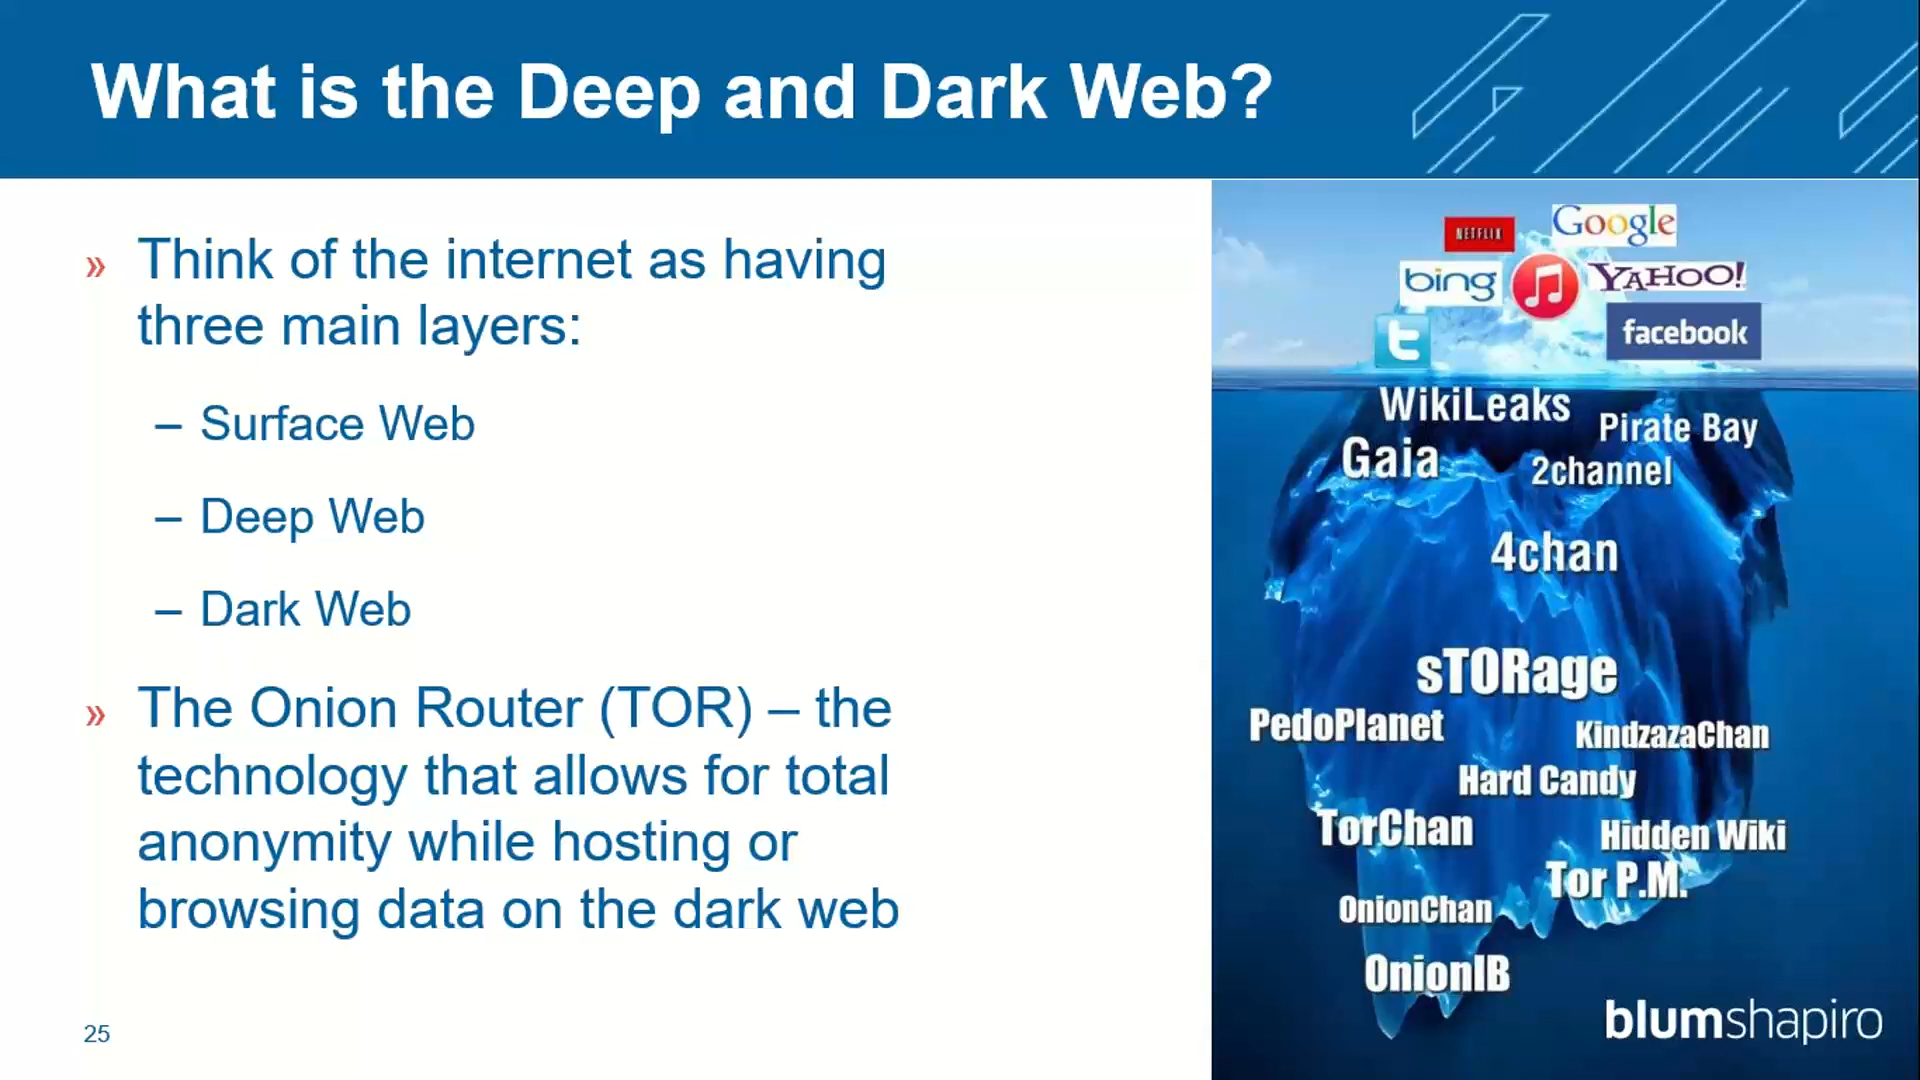 What is the Deep and Dark Web?
» Think of the internet as having
three main layers:
– Surface Web
– Deep Web
– Dark Web
» The Onion Router (TOR) – the
technology that allows for total
anonymity while hosting or
browsing data on the dark web
25
NETFLIX
Google
bing
YAHOO!
t
facebook
WikiLeaks
Pirate Bay
Gaia
2channel
4chan
sTORage
PedoPlanet
KindzazaChan
Hard Candy
TorChan
Hidden Wiki
Tor P.M.
OnionChan
OnionIB
blumshapiro